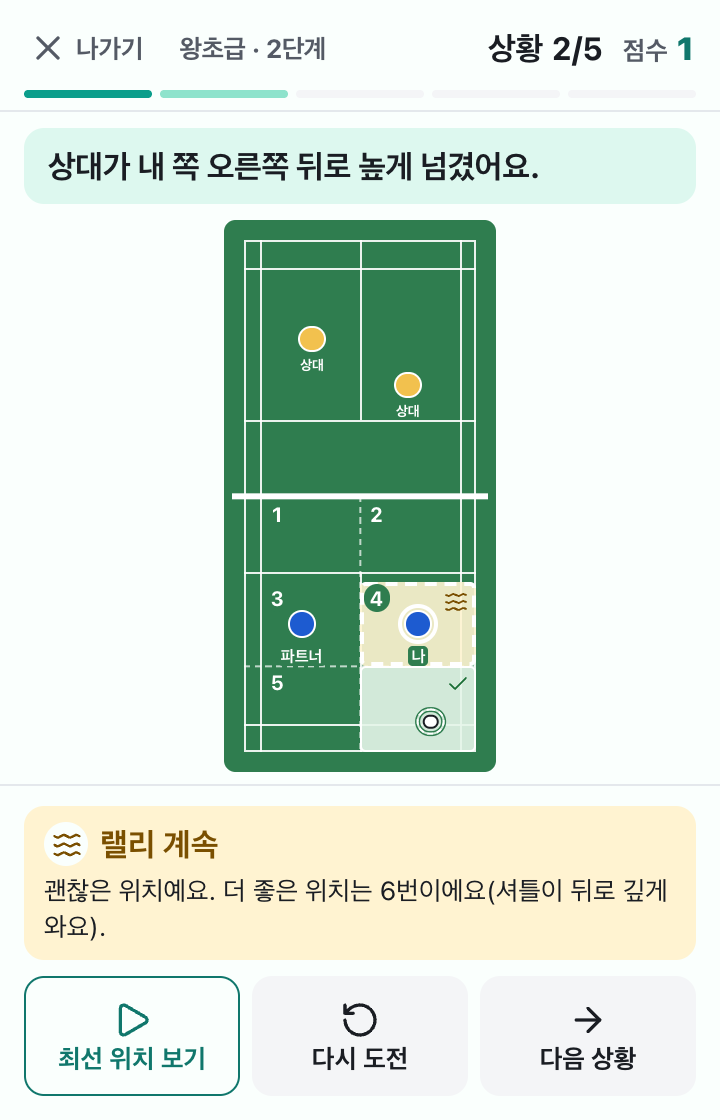 나가기 왕초급 · 2단계 상황 2/5 점수 1
상대가 내 쪽 오른쪽 뒤로 높게 넘겼어요.
상대
상대
1 2
3 4
파트너 나
5
랠리 계속
괜찮은 위치예요. 더 좋은 위치는 6번이에요(셔틀이 뒤로 깊게
와요).
최선 위치 보기 다시 도전 다음 상황